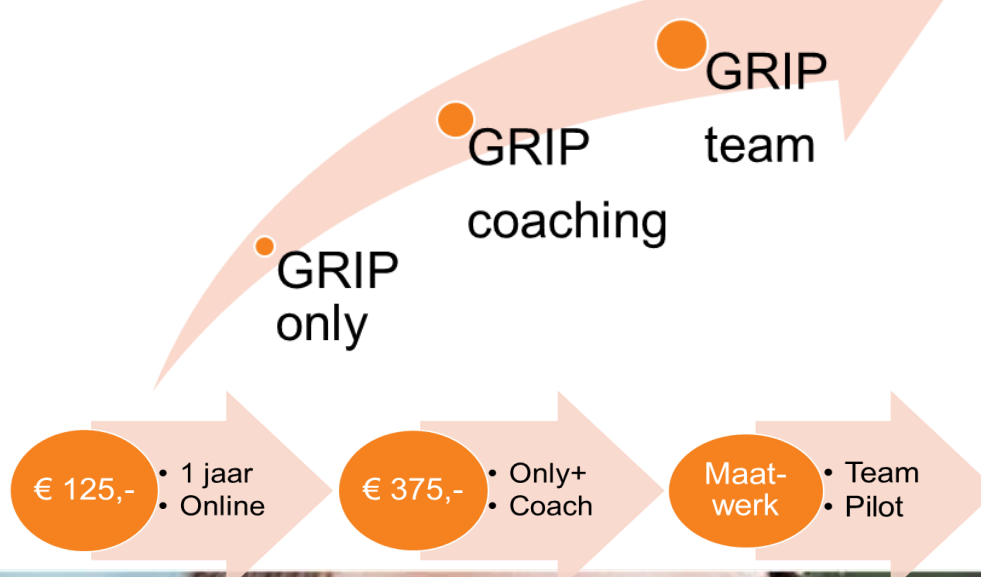 GRIP
team
GRIP
coaching
GRIP
only
€ 125,-
• 1 jaar
• Online
€ 375,-
• Only+
• Coach
Maat-
werk
• Team
• Pilot